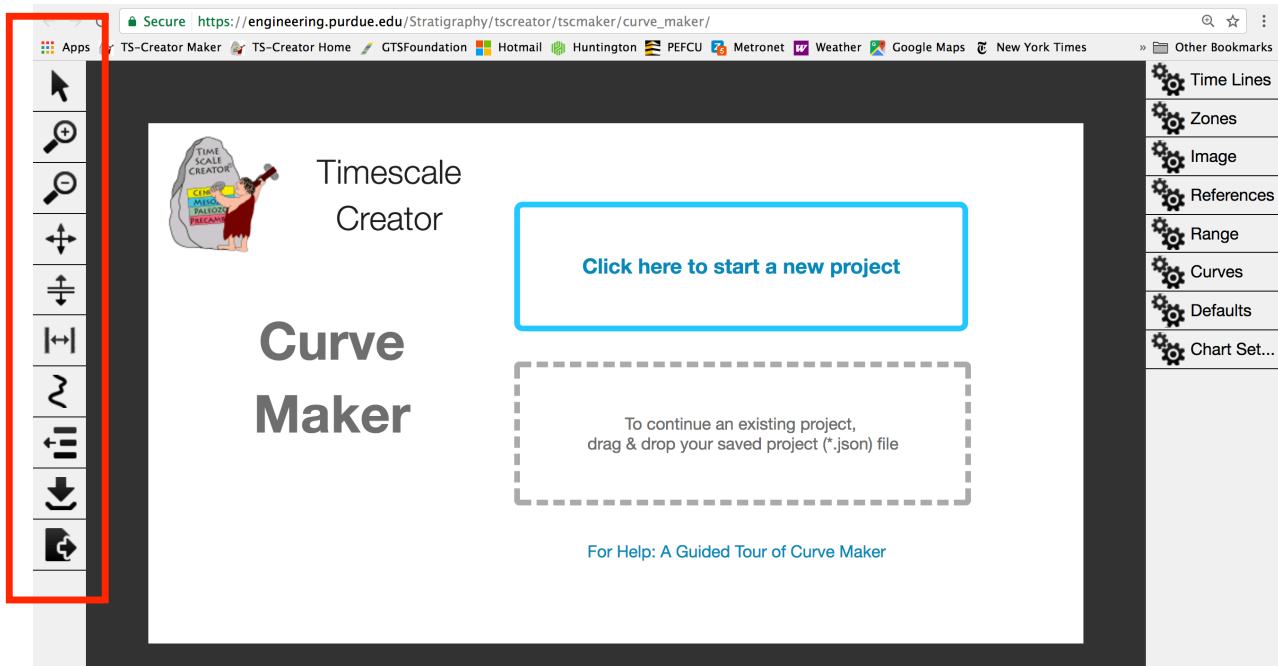 Secure https://engineering.purdue.edu/Stratigraphy/tscreator/tscmaker/curve_maker/
Apps TS-Creator Maker TS-Creator Home GTSFoundation Hotmail Huntington PEFCU Metronet Weather Google Maps New York Times » Other Bookmarks
Time Lines
Zones
Image
References
Range
Curves
Defaults
Chart Set...
TIME
SCALE
CREATOR
Timescale
Creator
Curve
Maker
Click here to start a new project
To continue an existing project,
drag & drop your saved project (*.json) file
For Help: A Guided Tour of Curve Maker